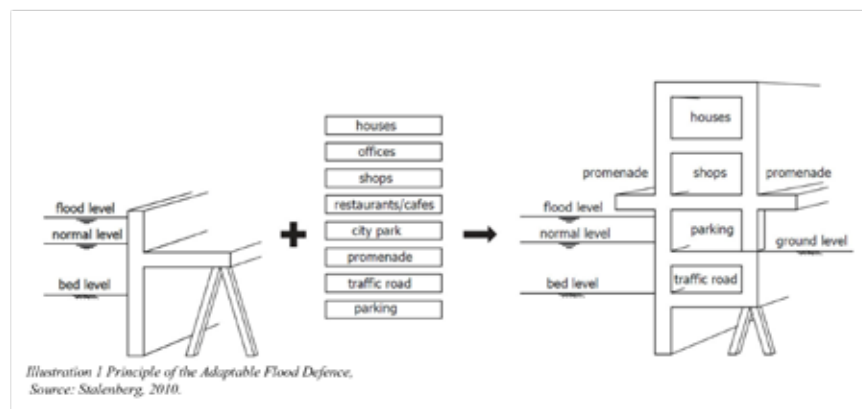 flood level
normal level
bed level
houses
offices
shops
restaurants/cafes
city park
promenade
traffic road
parking
houses
promenade
shops
promenade
flood level
parking
normal level
ground level
bed level
traffic road
Illustration 1 Principle of the Adaptable Flood Defence,
Source: Stalenberg, 2010.